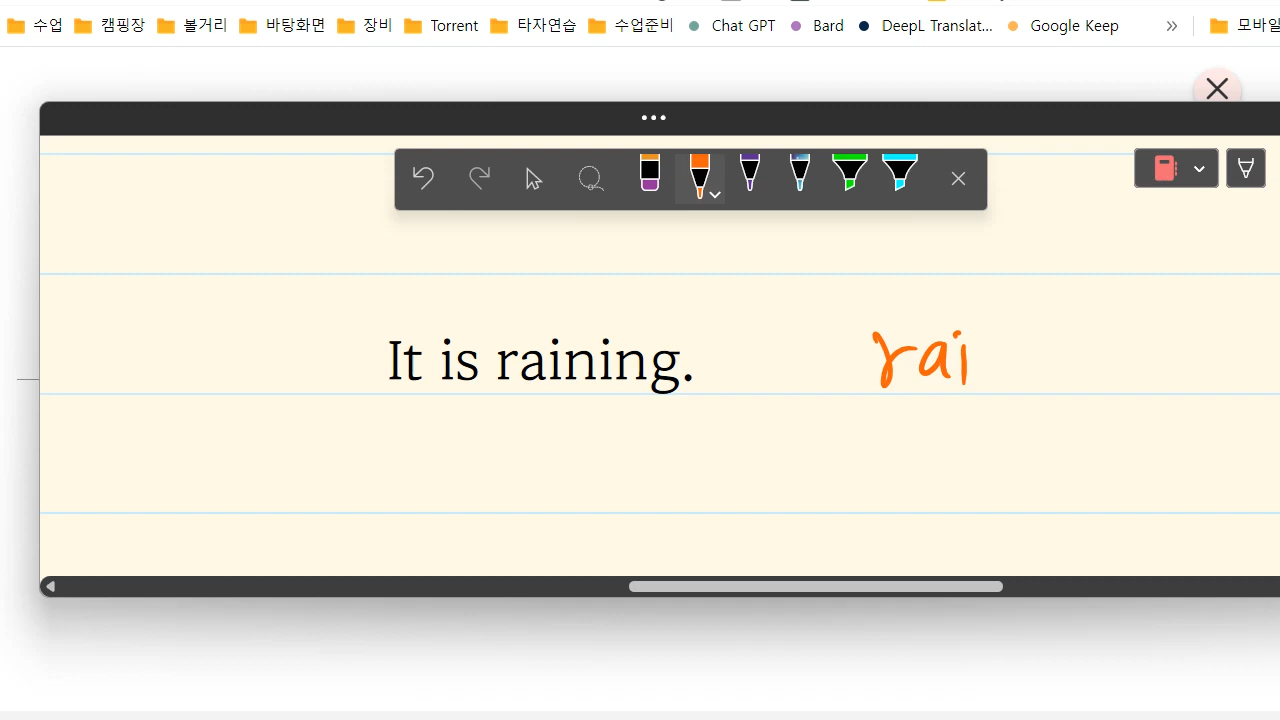 수업 캠핑장 볼거리 바탕화면 장비 Torrent 타자연습 수업준비 Chat GPT Bard DeepL Translat... Google Keep 모바일
It is raining. rai